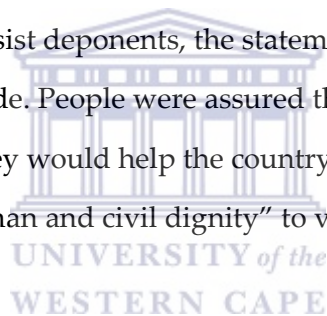 sist deponents, the statem
de. People were assured th
ey would help the country
nan and civil dignity” to v
UNIVERSITY of the
WESTERN CAPE